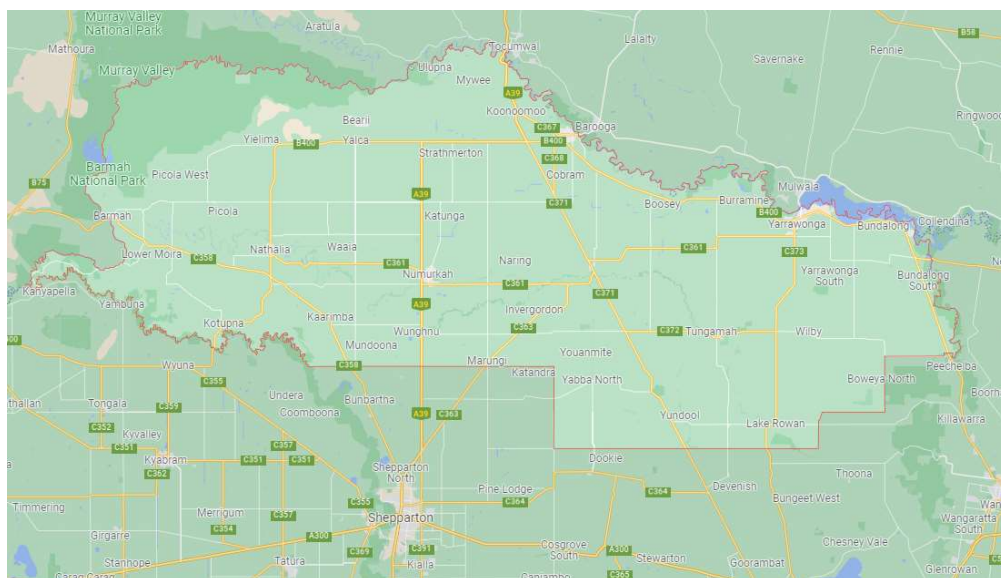 Murray Valley
National Park
Aratula
Mathoura
Tocumwal
Lalalty
B58
Rennie
Savernake
Murray Valley
Ulupna
Mywee
A39
Ringwood
Koonoomoo
Bearii
C367
Barooga
Yielima
B400
Yalca
B400
Strathmerton
C368
Barmah
National Park
B75
Picola West
Cobram
A39
Mulwala
C371
Boosey
Burramine
B400
Barmah
Picola
Katunga
Yarrawonga
Bundalong
Collendina
Lower Moira
C358
Nathalia
Waaia
C361
C373
C361
Naring
Numurkah
C361
Yarrawonga
South
Bundalong
South
Kanyapella
Yambuna
A39
C371
Invergordon
Kotupna
Kaarimba
Wunghnu
C363
C372
Tungamah
Wilby
Mundoona
Marungi
Youanmite
Wyuna
C358
Katandra
Boweya North
Peechelba
C355
Yabba North
Tongala
C359
Undera
Bunbartha
Coomboona
A39
C363
Yundool
Lake Rowan
Killawarra
C352
Kyvalley
C351
C357
Kyabram
C351
C351
Shepparton
North
Dookie
C362
Thoona
Timmering
Merrigum
C357
C355
Pine Lodge
C364
C364
Devenish
Bungeet West
C354
Shepparton
Wangaratta
South
Girgarre
A300
Chesney Vale
Stanhope
Tatura
C369
C391
Kialla
Cosgrove
South
A300
Stewarton
Goorambat
Glenrowan
Carag Carag
Caniambo
C365